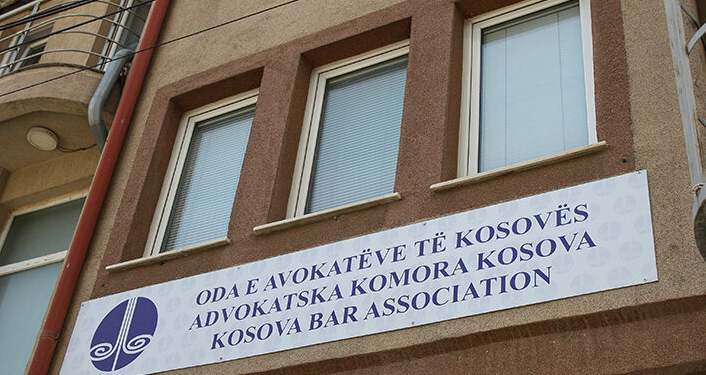 ODA E AVOKATËVE TË KOSOVËS
ADVOKATSKA KOMORA KOSOVA
KOSOVA BAR ASSOCIATION